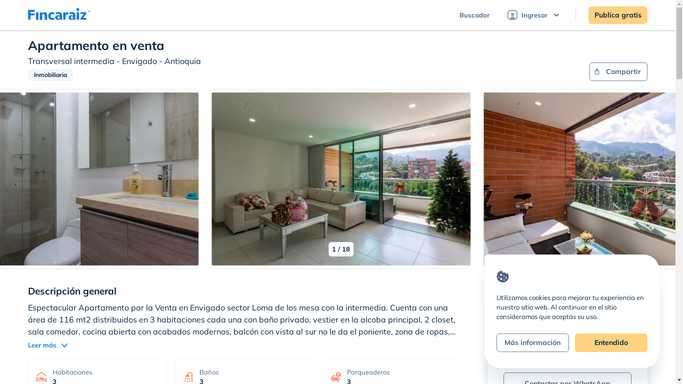 Fincaraiz
Buscador
Ingresar
Publica gratis
Apartamento en venta
Transversal intermedia - Envigado - Antioquia
Inmobiliaria
Compartir
1 / 18
Descripción general
Espectacular Apartamento por la Venta en Envigado sector Loma de los mesa con la intermedia. Cuenta con una
área de 116 mt2 distribuidos en 3 habitaciones cada una con baño privado, vestier en la alcoba principal, 2 closet,
sala comedor, cocina abierta con acabados modernos, balcón con vista al sur no le da el poniente, zona de ropas,...
Leer más
Habitaciones
3
Baños
3
Parqueaderos
3
Utilizamos cookies para mejorar tu experiencia en
nuestro sitio web. Al continuar en el sitio
consideramos que aceptas su uso.
Más información
Entendido
Contactar por WhatsApp